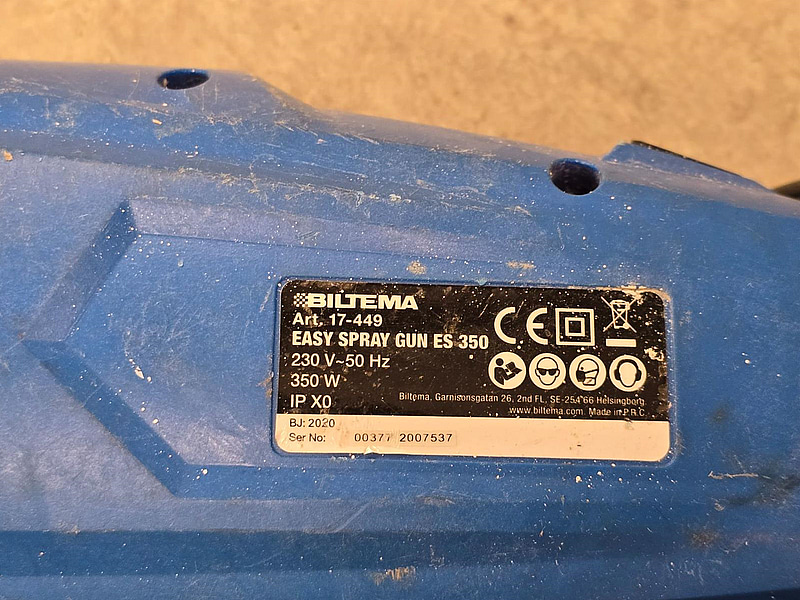 BILTEMA
Art. 17-449
EASY SPRAY GUN ES 350
230 V~50 Hz
350 W
IP X0
CE
Biltema, Garnisonsgatan 26, 2nd FL, SE-254 66 Helsingborg
www.biltema.com Made in P.R.C
BJ: 2020
Ser No: 00377 2007537